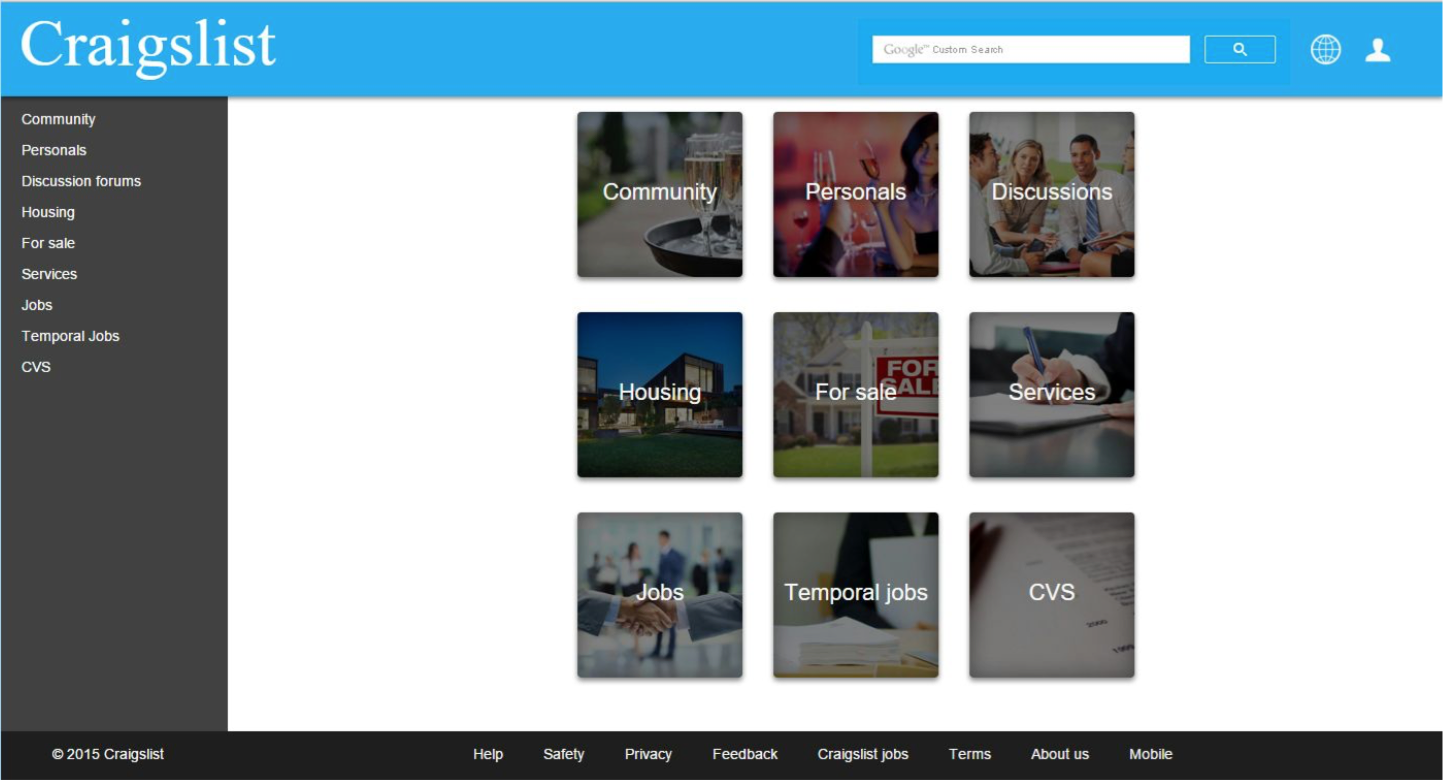 Craigslist
Google™ Custom Search
Community
Personals
Discussion forums
Housing
For sale
Services
Jobs
Temporal Jobs
CVS
Community
Personals
Discussions
Housing
For sale
FOR
SALE
Services
Jobs
Temporal jobs
CVS
2000
© 2015 Craigslist
Help
Safety
Privacy
Feedback
Craigslist jobs
Terms
About us
Mobile